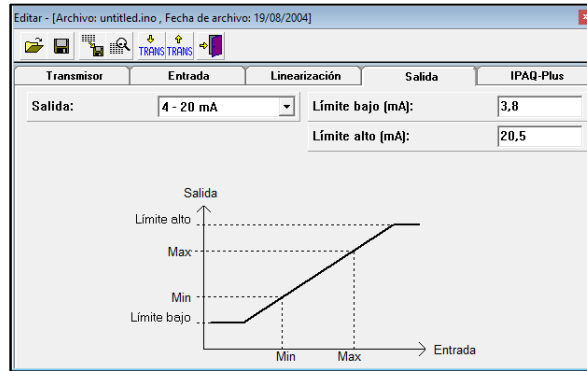 Editar - [Archivo: untitled.ino , Fecha de archivo: 19/08/2004]
TRANS TRANS
Transmisor Entrada Linearización Salida IPAQ-Plus
Salida: 4 - 20 mA Límite bajo (mA): 3,8
Límite alto (mA): 20,5
Salida
Límite alto
Max
Min
Límite bajo
Entrada
Min Max